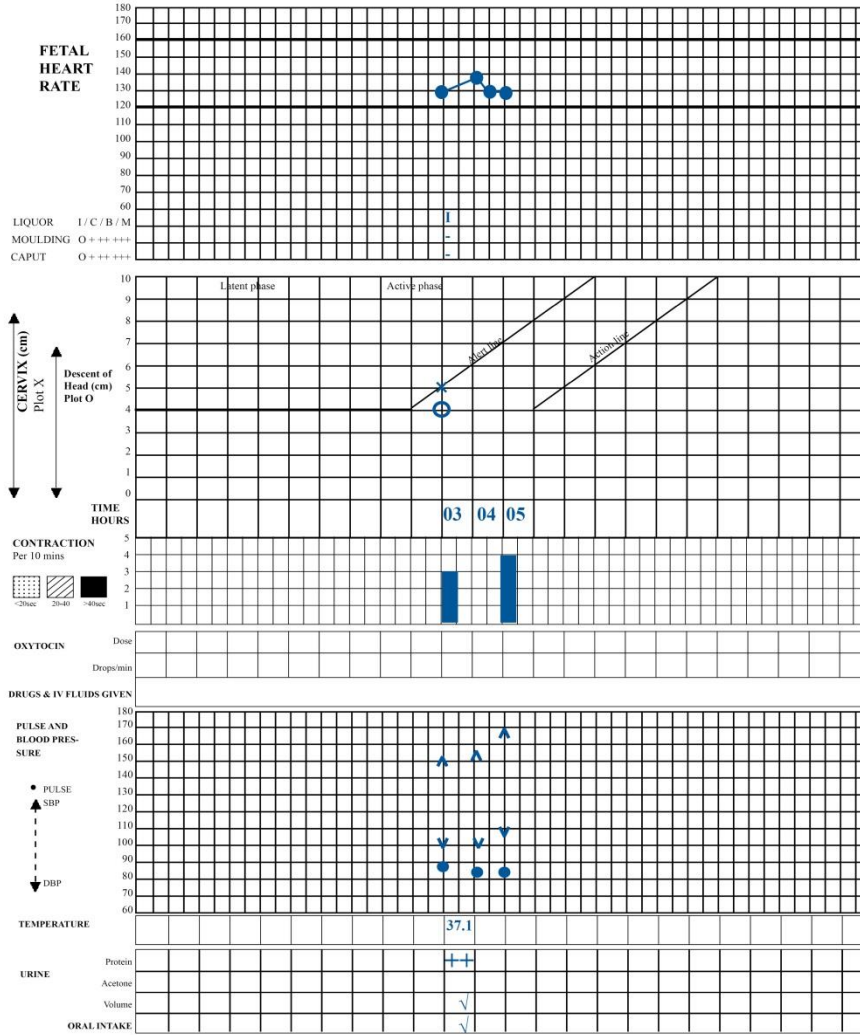 FETAL
HEART
RATE
180
170
160
150
140
130
120
100
130
90
80
70
60
LIQUOR I / C / B / M I
MOULDING O + ++ +++ -
CAPUT O + ++ +++ -
Latent phase Active phase
10
9
8
7
6
5
4
3
2
1
0
CERVIX (cm)
Plot X
Descent of
Head (cm)
Plot O
Alert line
Action line
X
TIME
HOURS
03 04 05
CONTRACTION
Per 10 mins
5
4
3
2
1
<20sec 20-40 >40sec
OXYTOCIN
Dose
Drops/min
DRUGS & IV FLUIDS GIVEN
PULSE AND
BLOOD PRES-
SURE
180
170
160
150
140
130
120
110
100
90
80
60
PULSE
SBP
DBP
TEMPERATURE 37.1
URINE
Protein ++
Acetone
Volume √
ORAL INTAKE √